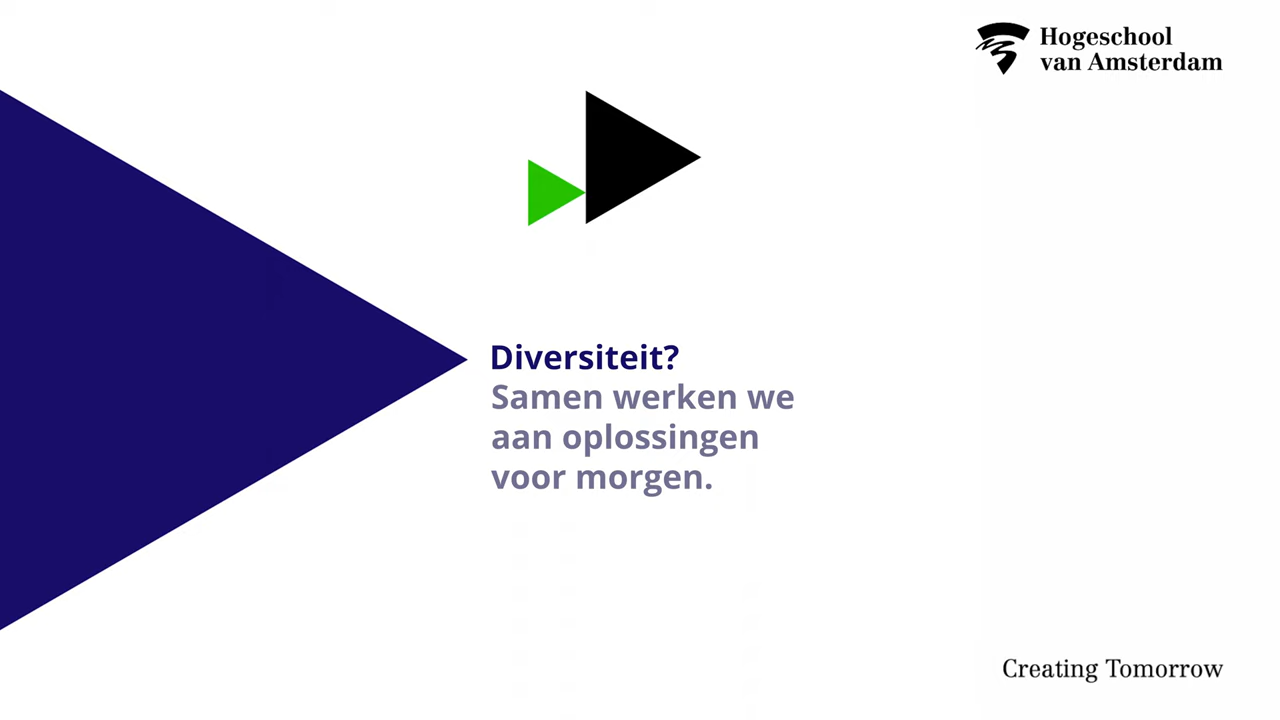 Hogeschool
van Amsterdam
Diversiteit?
Samen werken we
aan oplossingen
voor morgen.
Creating Tomorrow